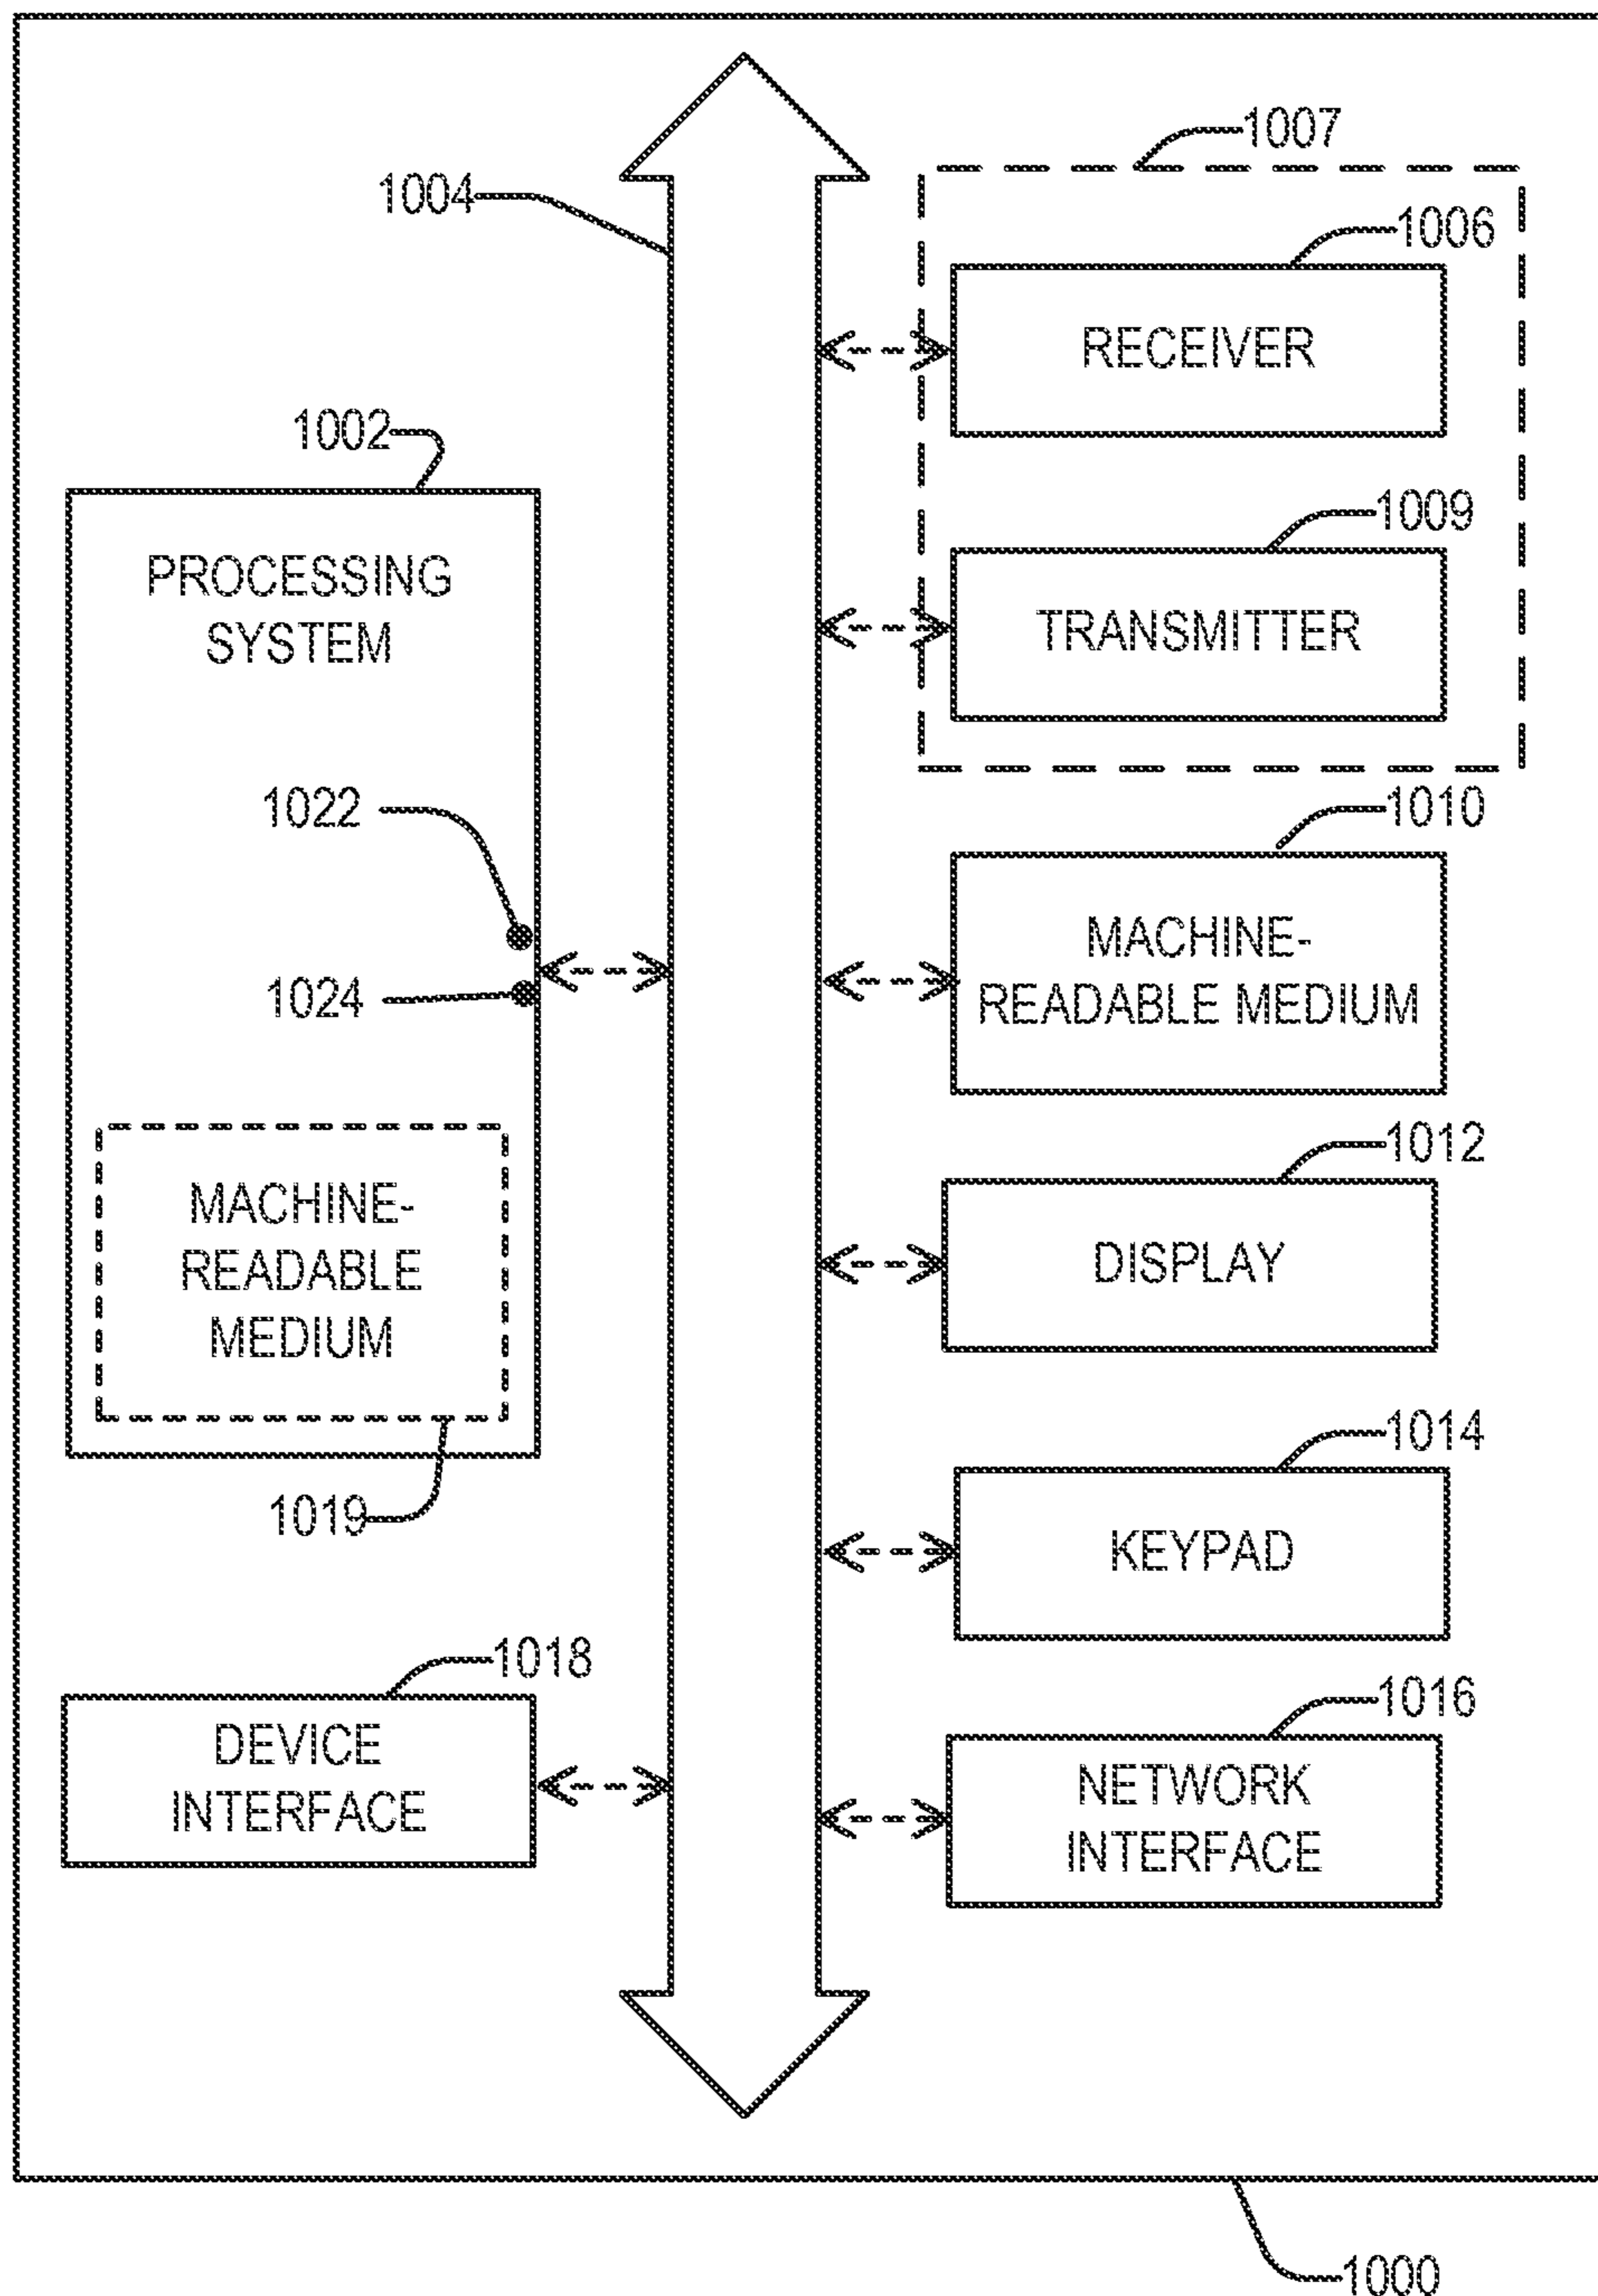 1007
1004
1006
RECEIVER
1002
1009
PROCESSING
SYSTEM
TRANSMITTER
1022
1010
MACHINE-
READABLE MEDIUM
1024
1012
MACHINE-
READABLE
MEDIUM
DISPLAY
1019
1014
KEYPAD
1018
DEVICE
INTERFACE
1016
NETWORK
INTERFACE
1000